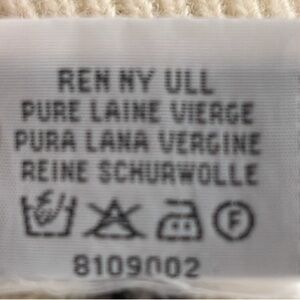 REN NY ULL
PURE LAINE VIERGE
PURA LANA VERGINE
REINE SCHURWOLLE
F
8109002